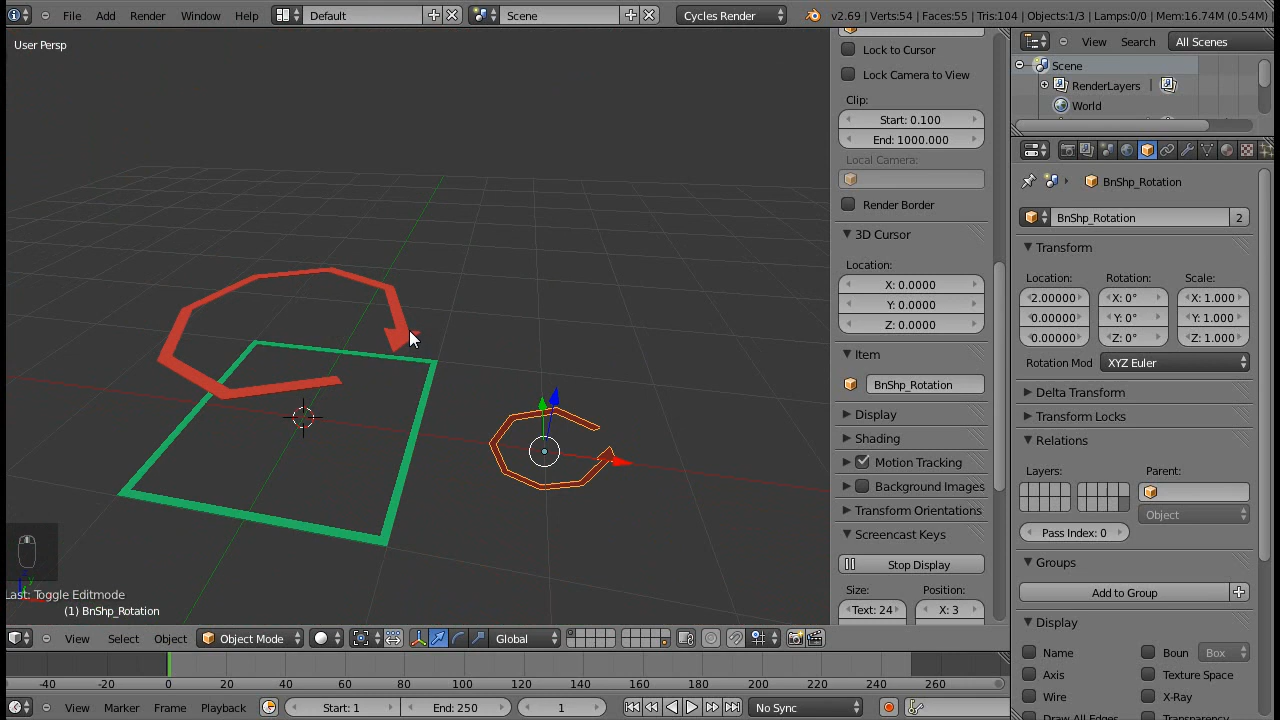 File Add Render Window Help Default Scene Cycles Render v2.69 | Verts:54 | Faces:55 | Tris:104 | Objects:1/3 | Lamps:0/0 | Mem:16.74M (0.54M)
User Persp
Lock to Cursor
Lock Camera to View
Clip:
Start: 0.100
End: 1000.000
Local Camera:
Render Border
3D Cursor
Location:
X: 0.0000
Y: 0.0000
Z: 0.0000
Item
BnShp_Rotation
Display
Shading
Motion Tracking
Background Images
Transform Orientations
Screencast Keys
Stop Display
Size: Position:
Text: 24 X: 3
View Search All Scenes
Scene
RenderLayers
World
BnShp_Rotation
BnShp_Rotation 2
Transform
Location: Rotation: Scale:
2.00000 X: 0° X: 1.000
0.00000 Y: 0° Y: 1.000
0.00000 Z: 0° Z: 1.000
Rotation Mod XYZ Euler
Delta Transform
Transform Locks
Relations
Layers: Parent:
Object
Pass Index: 0
Groups
Add to Group
Display
Name Boun Box
Axis Texture Space
Wire X-Ray
Draw All Edges Transparency
y
Last: Toggle Editmode
(1) BnShp_Rotation
View Select Object Object Mode Global
-40 -20 0 20 40 60 80 100 120 140 160 180 200 220 240 260
View Marker Frame Playback Start: 1 End: 250 1 No Sync